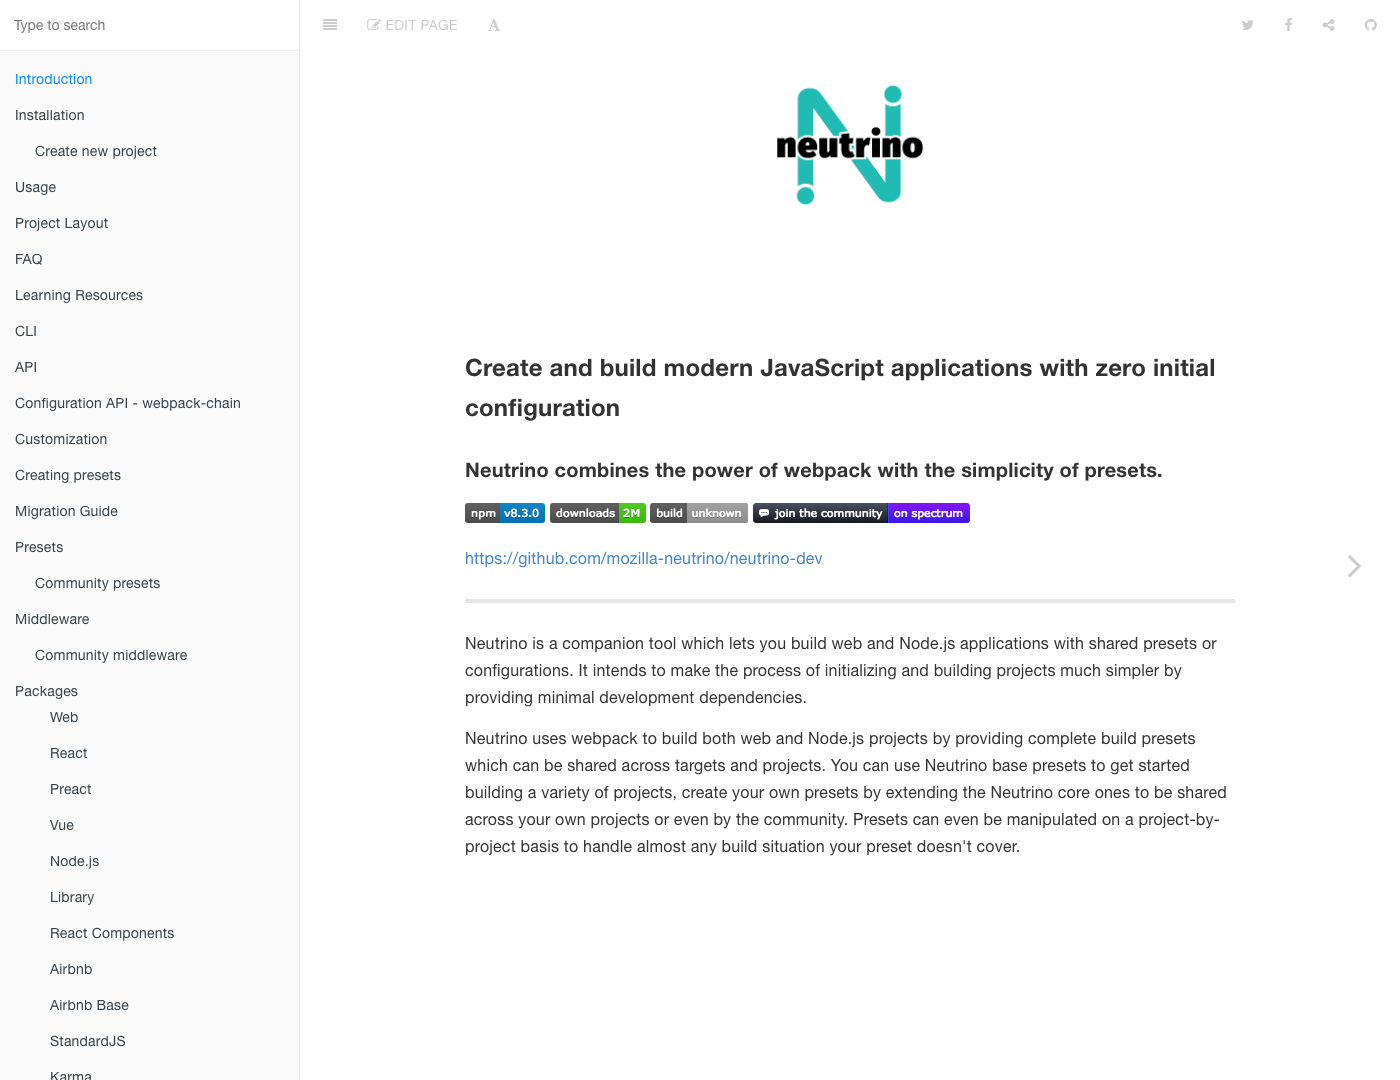 Type to search
Introduction
Installation
Create new project
Usage
Project Layout
FAQ
Learning Resources
CLI
API
Configuration API - webpack-chain
Customization
Creating presets
Migration Guide
Presets
Community presets
Middleware
Community middleware
Packages
Web
React
Preact
Vue
Node.js
Library
React Components
Airbnb
Airbnb Base
StandardJS
Karma
EDIT PAGE
A
neutrino
Create and build modern JavaScript applications with zero initial
configuration
Neutrino combines the power of webpack with the simplicity of presets.
npm v8.3.0 downloads 2M build unknown join the community on spectrum
https://github.com/mozilla-neutrino/neutrino-dev
Neutrino is a companion tool which lets you build web and Node.js applications with shared presets or
configurations. It intends to make the process of initializing and building projects much simpler by
providing minimal development dependencies.
Neutrino uses webpack to build both web and Node.js projects by providing complete build presets
which can be shared across targets and projects. You can use Neutrino base presets to get started
building a variety of projects, create your own presets by extending the Neutrino core ones to be shared
across your own projects or even by the community. Presets can even be manipulated on a project-by-
project basis to handle almost any build situation your preset doesn't cover.